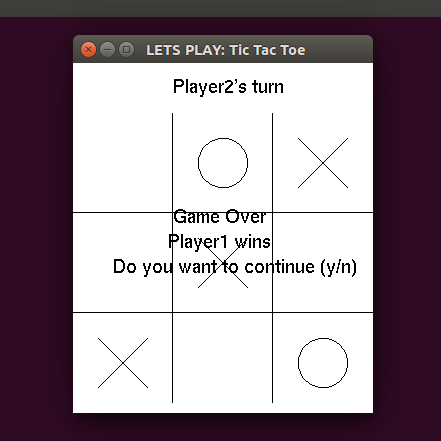 LETS PLAY: Tic Tac Toe
Player2's turn
Game Over
Player1 wins
Do you want to continue (y/n)